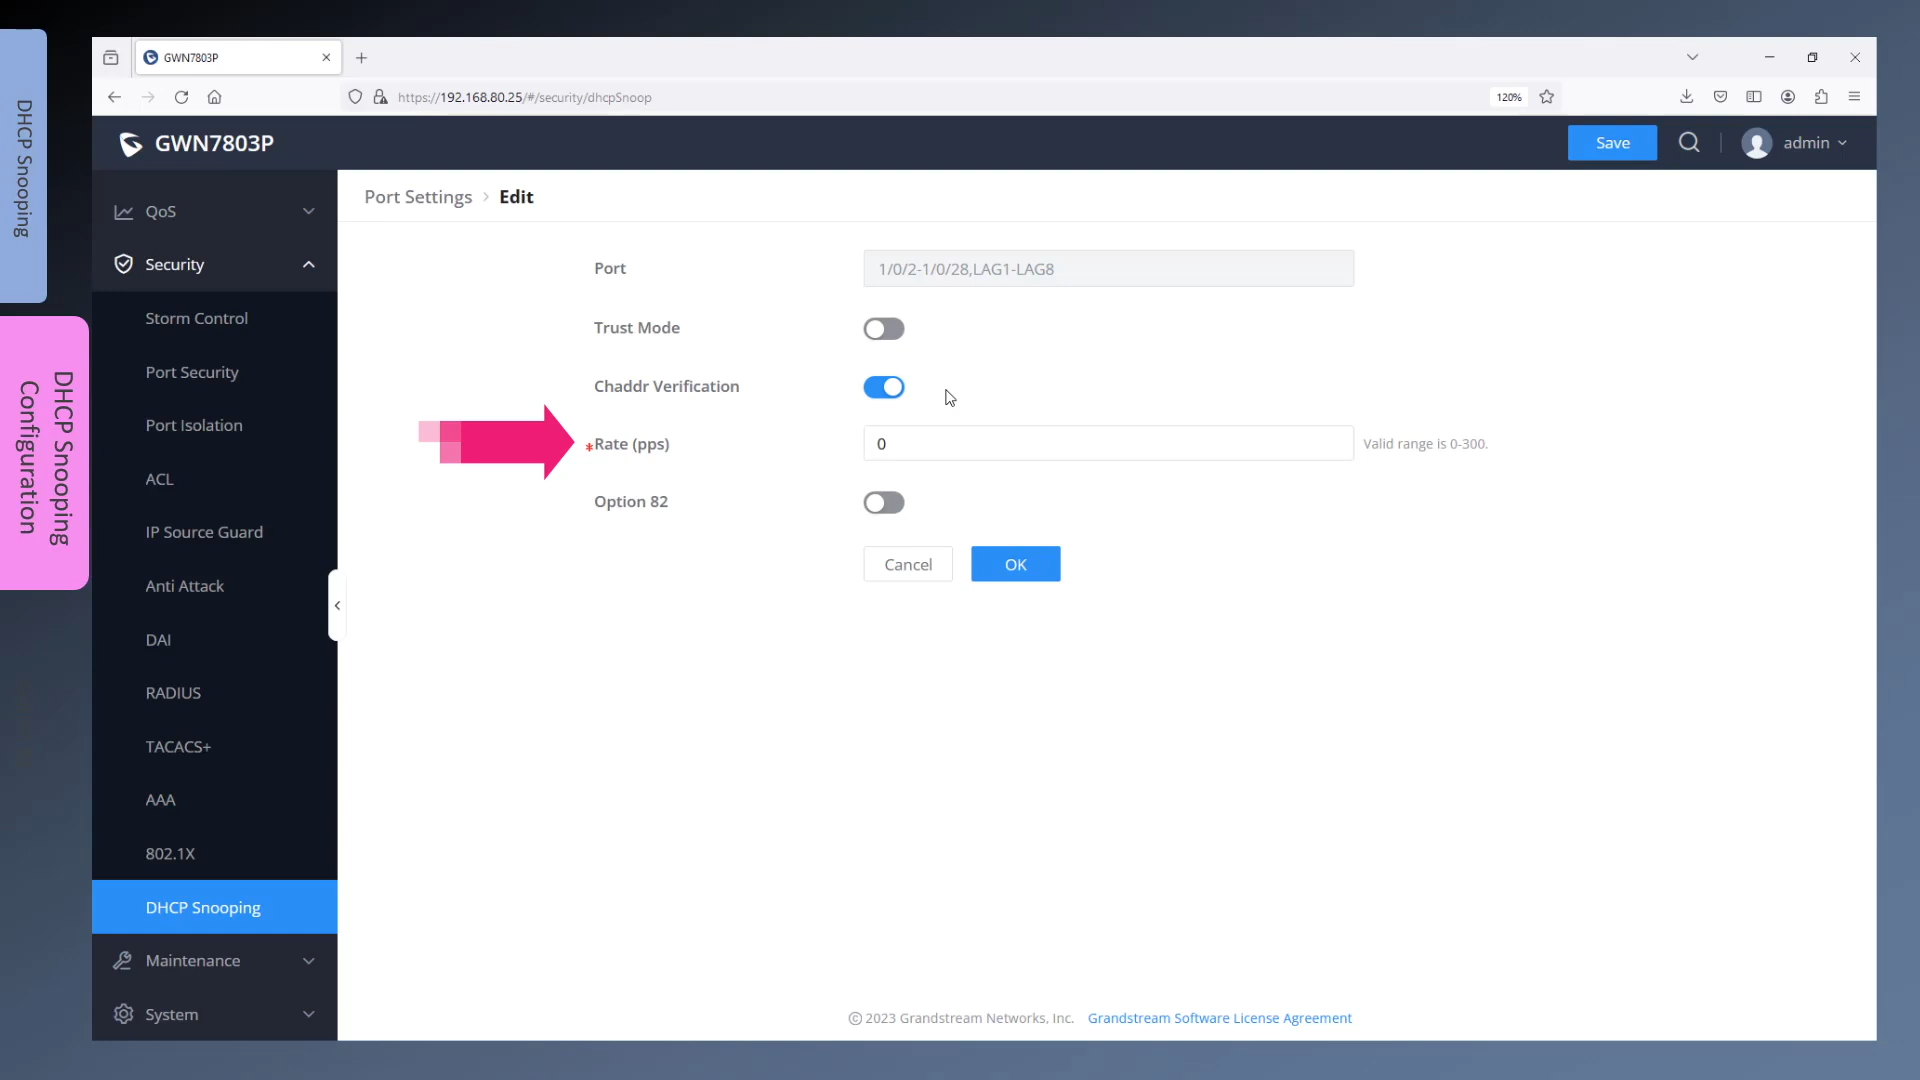 DHCP Snooping
DHCP Snooping
Configuration
GWN7803P
https://192.168.80.25/#/security/dhcpSnoop
120%
GWN7803P
Save
admin
QoS
Security
Storm Control
Port Security
Port Isolation
ACL
IP Source Guard
Anti Attack
DAI
RADIUS
TACACS+
AAA
802.1X
DHCP Snooping
Maintenance
System
Port Settings > Edit
Port
1/0/2-1/0/28,LAG1-LAG8
Trust Mode
Chaddr Verification
*Rate (pps)
0
Valid range is 0-300.
Option 82
Cancel
OK
© 2023 Grandstream Networks, Inc. Grandstream Software License Agreement